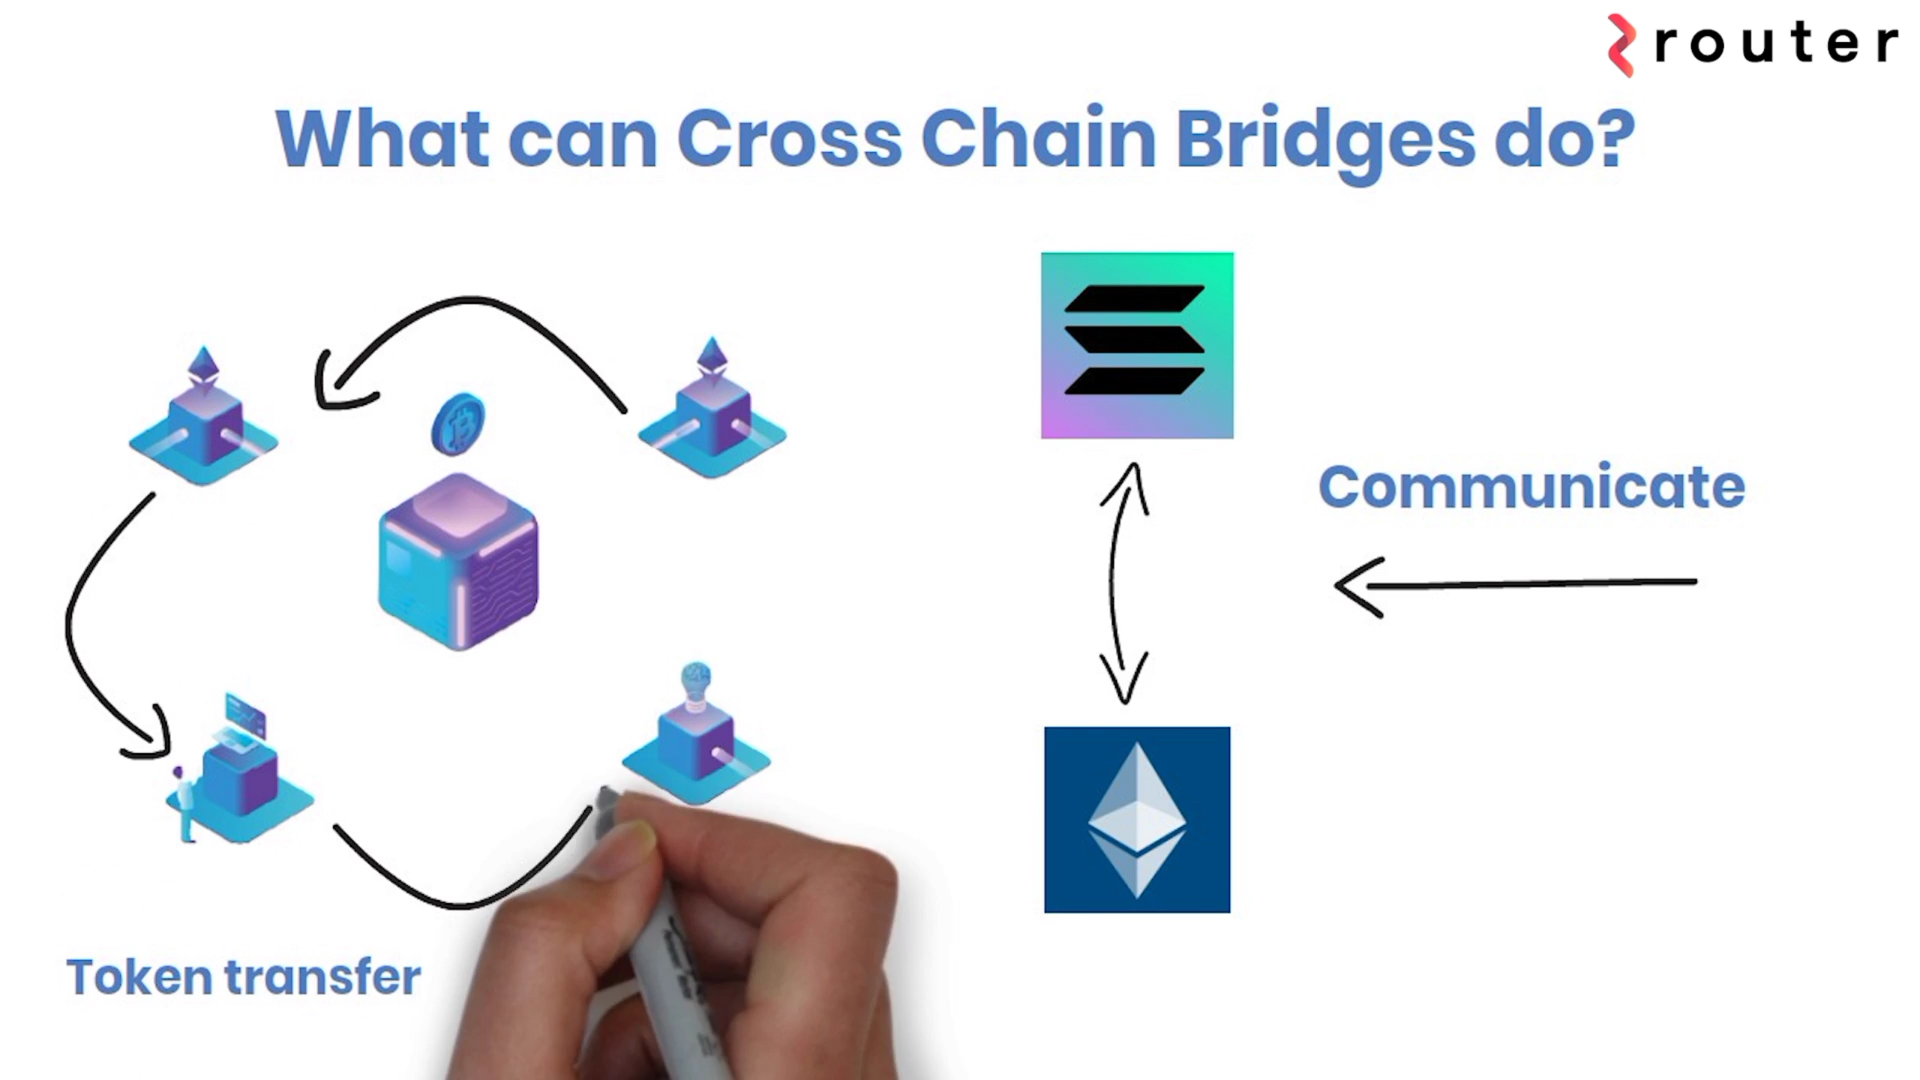 router
What can Cross Chain Bridges do?
Communicate
Token transfer